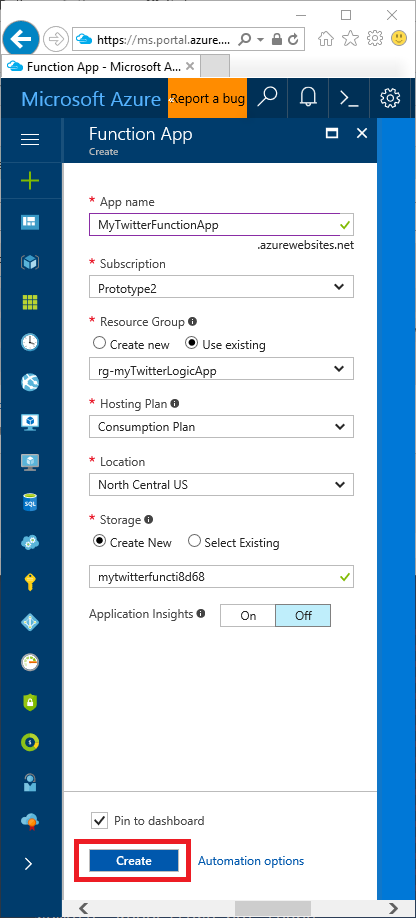 https://ms.portal.azure....
Function App - Microsoft A...
Microsoft Azure
Report a bug
Function App
Create
* App name
MyTwitterFunctionApp
.azurewebsites.net
* Subscription
Prototype2
* Resource Group
Create new Use existing
rg-myTwitterLogicApp
* Hosting Plan
Consumption Plan
* Location
North Central US
* Storage
Create New Select Existing
mytwitterfuncti8d68
Application Insights On Off
SQL
Pin to dashboard
Create Automation options